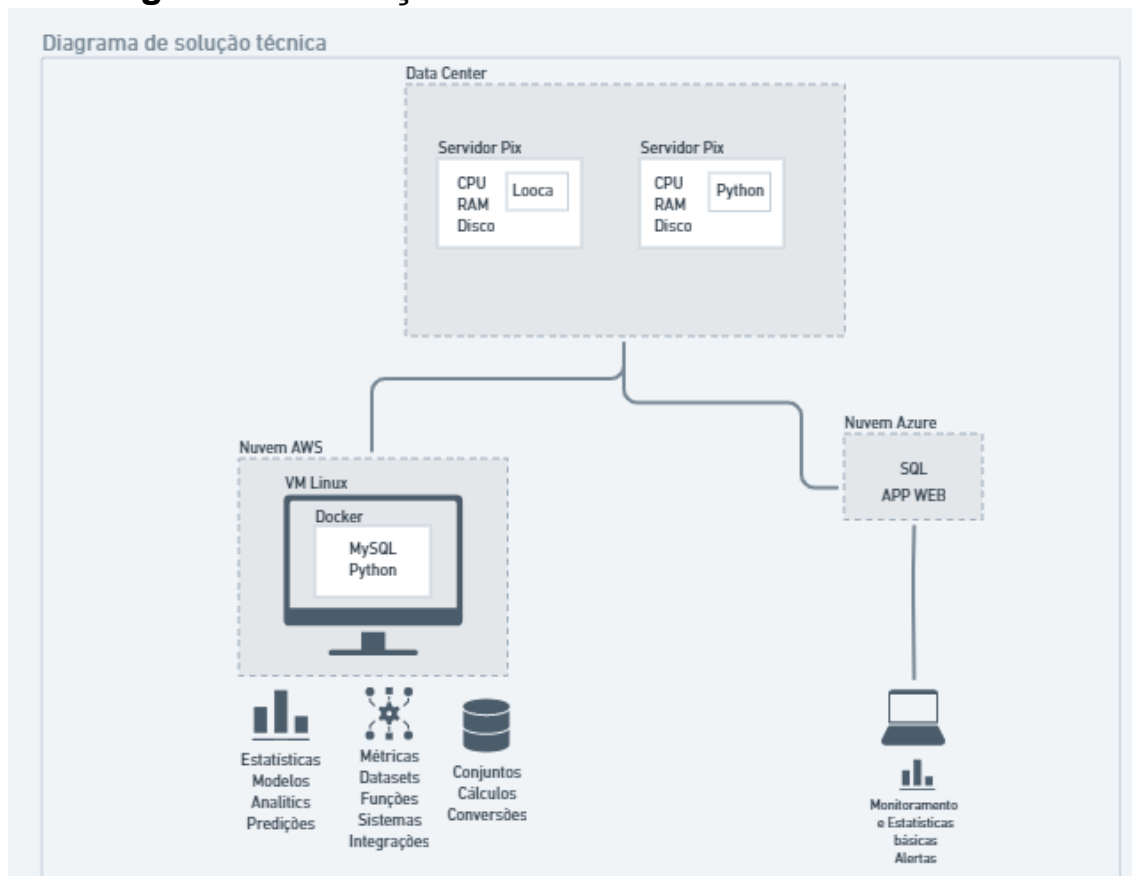 Diagrama de solução técnica
Data Center
Servidor Pix
CPU
RAM
Disco
Looca
Servidor Pix
CPU
RAM
Disco
Python
Nuvem AWS
VM Linux
Docker
MySQL
Python
Nuvem Azure
SQL
APP WEB
Estatísticas
Modelos
Analitics
Predições
Métricas
Datasets
Funções
Sistemas
Integrações
Conjuntos
Cálculos
Conversões
Monitoramento
e Estatísticas
básicas
Alertas